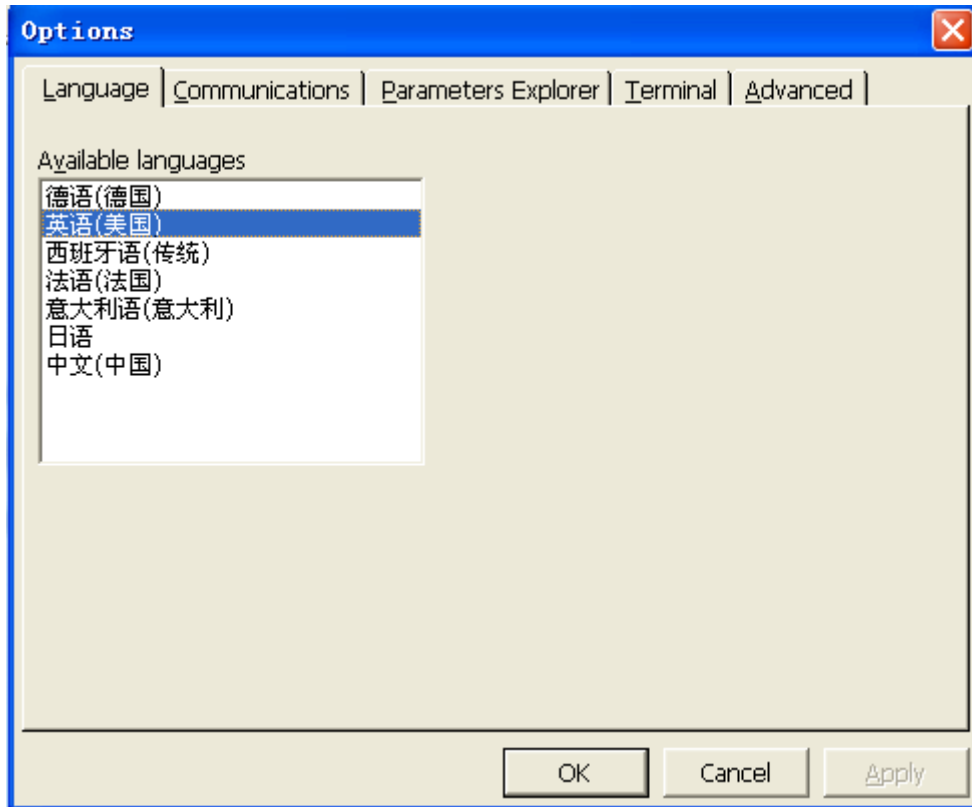 Options
Language Communications Parameters Explorer Terminal Advanced
Available languages
德语(德国)
英语(美国)
西班牙语(传统)
法语(法国)
意大利语(意大利)
日语
中文(中国)
OK Cancel Apply